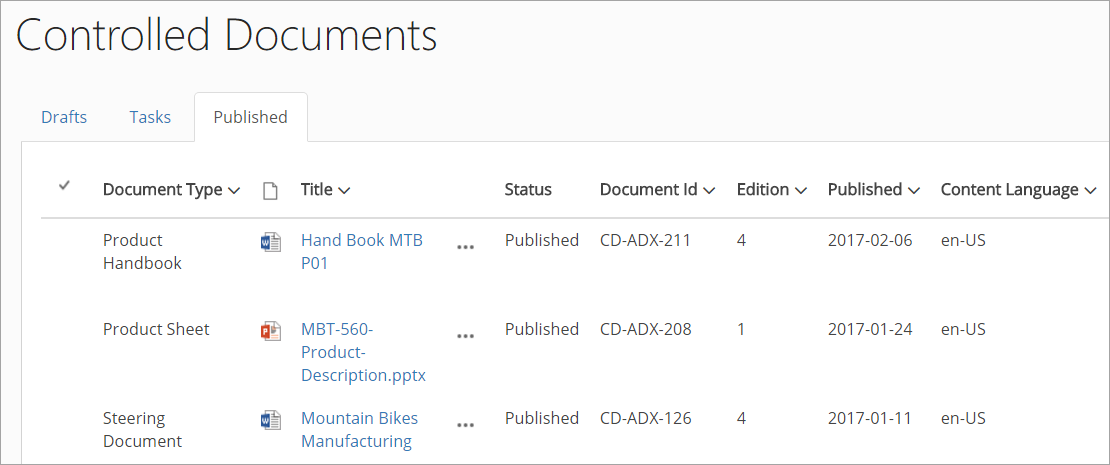 Controlled Documents
Drafts Tasks Published
Document Type Title Status Document Id Edition Published Content Language
Product Handbook Hand Book MTB P01 ... Published CD-ADX-211 4 2017-02-06 en-US
Product Sheet MBT-560-Product-Description.pptx ... Published CD-ADX-208 1 2017-01-24 en-US
Steering Document Mountain Bikes Manufacturing ... Published CD-ADX-126 4 2017-01-11 en-US